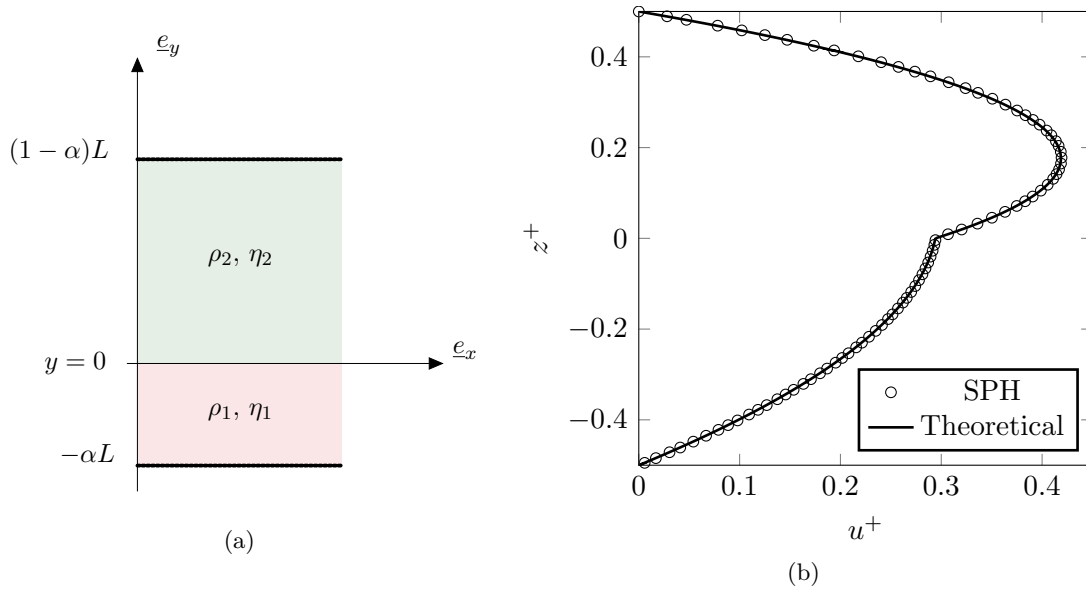 e_y
(1 − α)L
ρ₂, η₂
y = 0
e_x
ρ₁, η₁
−αL
(a)
0.4
0.2
0
−0.2
−0.4
z⁺
SPH
Theoretical
0 0.1 0.2 0.3 0.4
u⁺
(b)